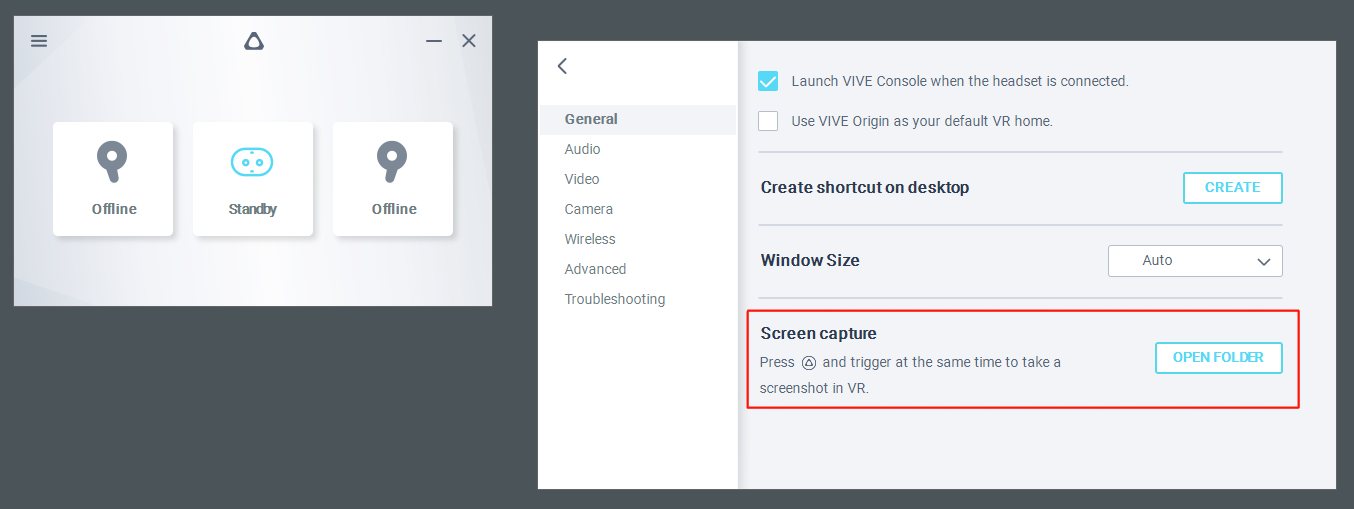 Offline
Standby
Offline
General
Audio
Video
Camera
Wireless
Advanced
Troubleshooting
Launch VIVE Console when the headset is connected.
Use VIVE Origin as your default VR home.
Create shortcut on desktop
CREATE
Window Size
Auto
Screen capture
Press and trigger at the same time to take a
screenshot in VR.
OPEN FOLDER